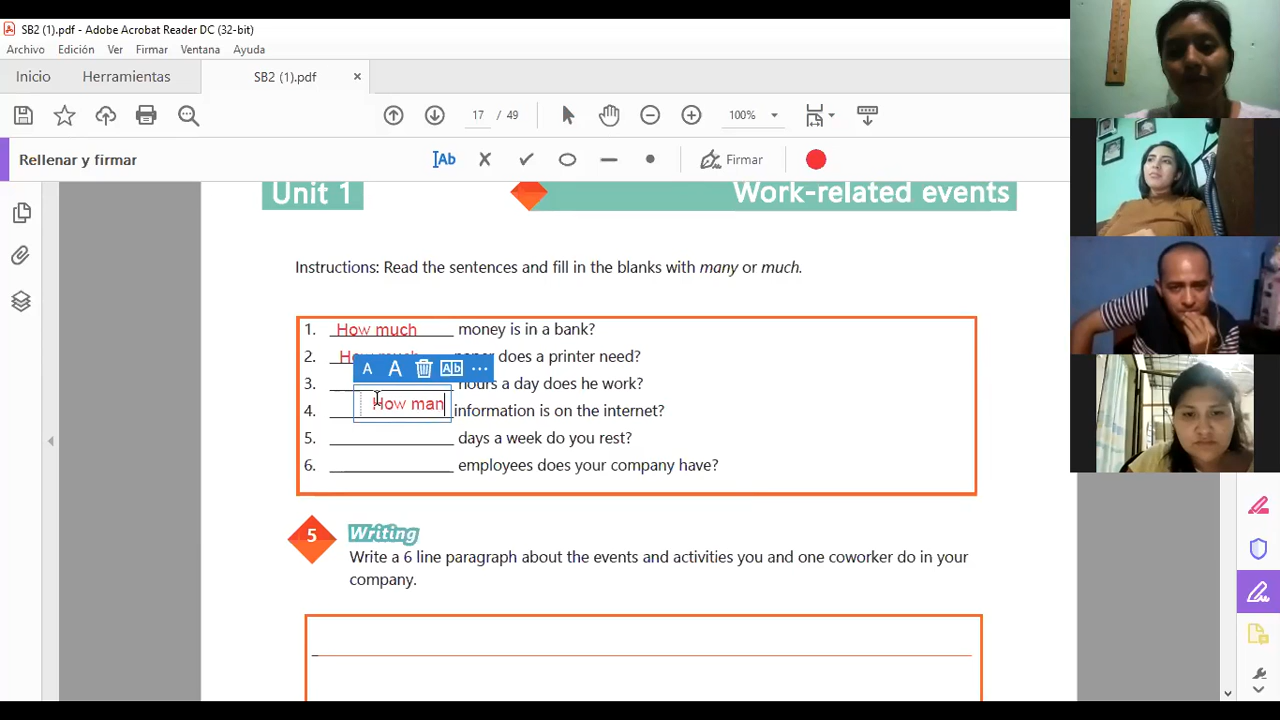 SB2 (1).pdf - Adobe Acrobat Reader DC (32-bit)
Archivo Edición Ver Firmar Ventana Ayuda
Inicio Herramientas SB2 (1).pdf ×
17 / 49 100%
Rellenar y firmar Ab Firmar
Unit 1 Work-related events
Instructions: Read the sentences and fill in the blanks with many or much.
1. How much money is in a bank?
2. How much paper does a printer need?
A A Ab ...
3. hours a day does he work?
How man
4. information is on the internet?
5. days a week do you rest?
6. employees does your company have?
5 Writing
Write a 6 line paragraph about the events and activities you and one coworker do in your
company.